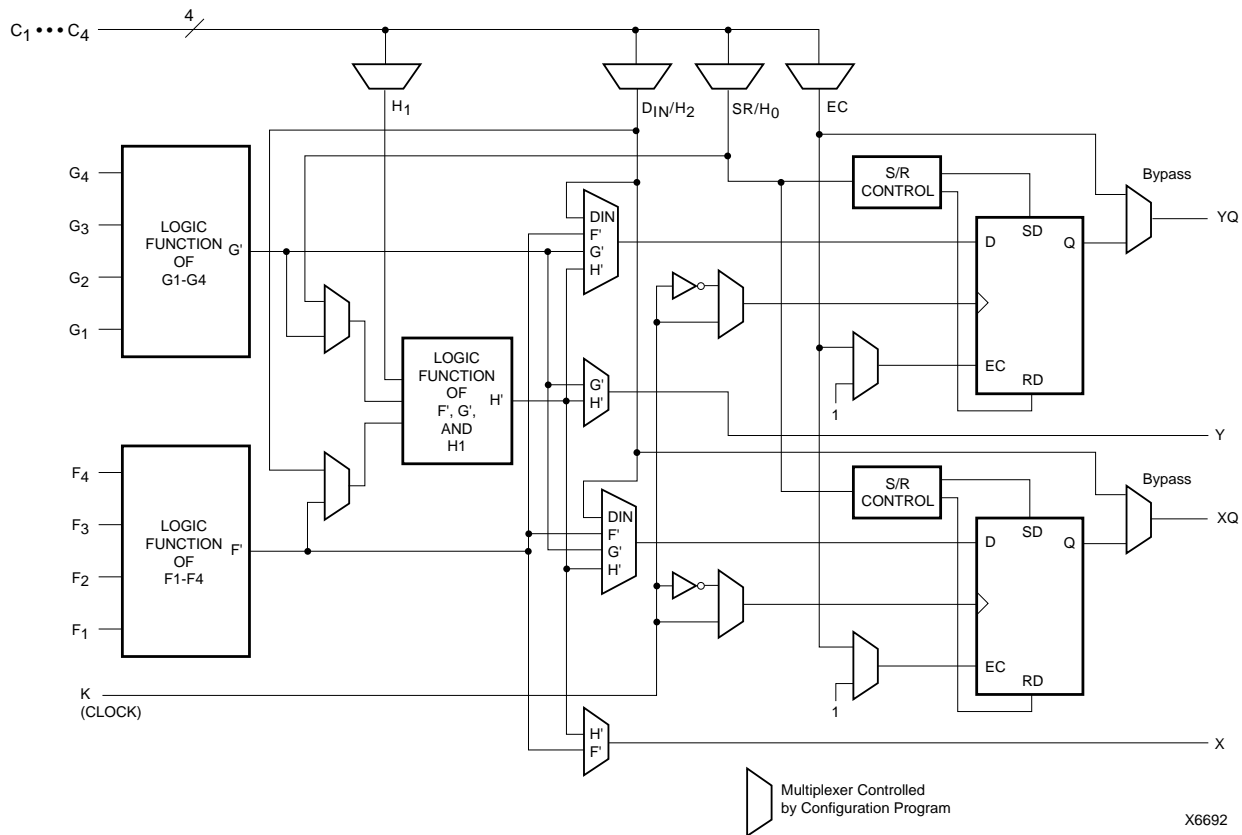 C1 ••• C4
4
H1
DIN/H2
SR/H0
EC
G4
G3
G2
G1
LOGIC
FUNCTION
OF
G1-G4
G'
DIN
F'
G'
H'
S/R
CONTROL
D
SD
Q
EC
RD
1
Bypass
YQ
LOGIC
FUNCTION
OF
F', G',
AND
H1
H'
G'
H'
Y
F4
F3
F2
F1
LOGIC
FUNCTION
OF
F1-F4
F'
DIN
F'
G'
H'
S/R
CONTROL
D
SD
Q
EC
RD
1
Bypass
XQ
K
(CLOCK)
H'
F'
X
Multiplexer Controlled
by Configuration Program
X6692